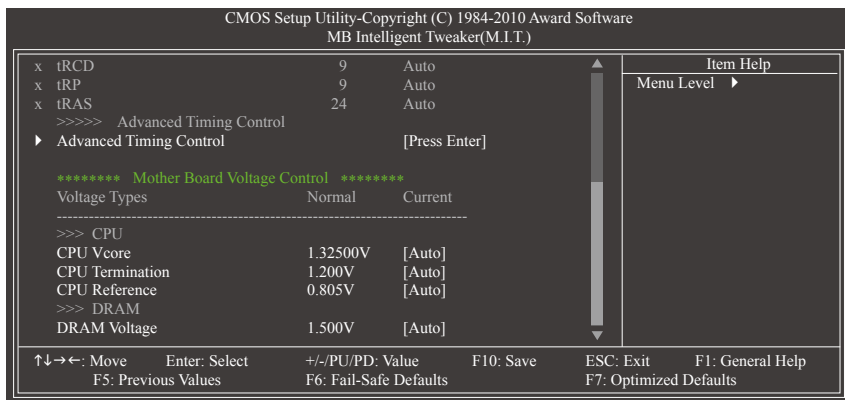 CMOS Setup Utility-Copyright (C) 1984-2010 Award Software
MB Intelligent Tweaker(M.I.T.)
x tRCD 9 Auto
x tRP 9 Auto
x tRAS 24 Auto
>>>>> Advanced Timing Control
Advanced Timing Control [Press Enter]
******** Mother Board Voltage Control ********
Voltage Types Normal Current
--------------------------------------------------------------------------------
>>> CPU
CPU Vcore 1.32500V [Auto]
CPU Termination 1.200V [Auto]
CPU Reference 0.805V [Auto]
>>> DRAM
DRAM Voltage 1.500V [Auto]
Item Help
Menu Level
↑↓→←: Move Enter: Select +/-/PU/PD: Value F10: Save ESC: Exit F1: General Help
F5: Previous Values F6: Fail-Safe Defaults F7: Optimized Defaults